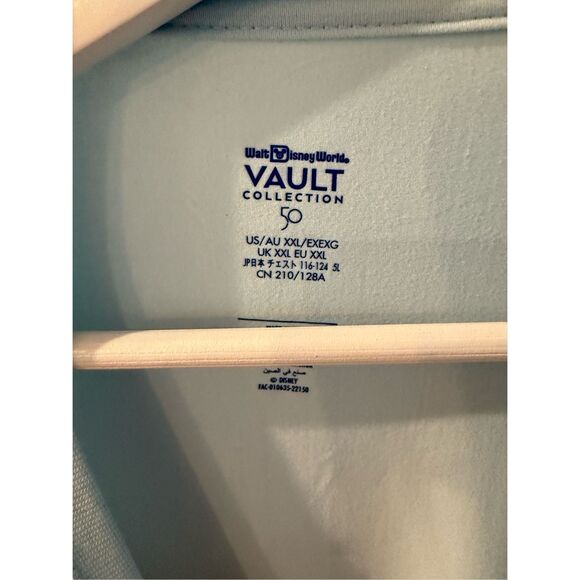 Walt Disney World®
VAULT
COLLECTION
50
US/AU XXL/EXEXG
UK XXL EU XXL
JP日本 チェスト 116-124 5L
CN 210/128A
صنع في الصين
© DISNEY
FAC-010635-22150